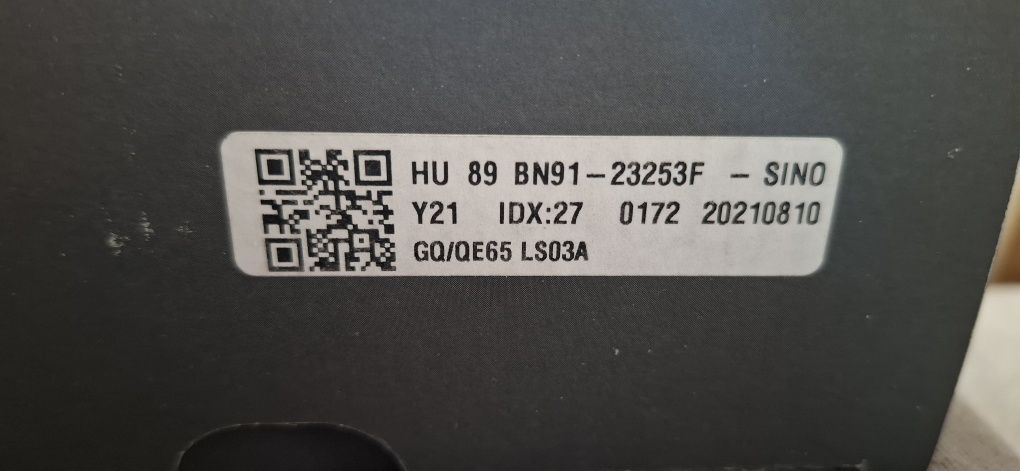 HU 89 BN91-23253F - SINO
Y21 IDX:27 0172 20210810
GQ/QE65 LS03A